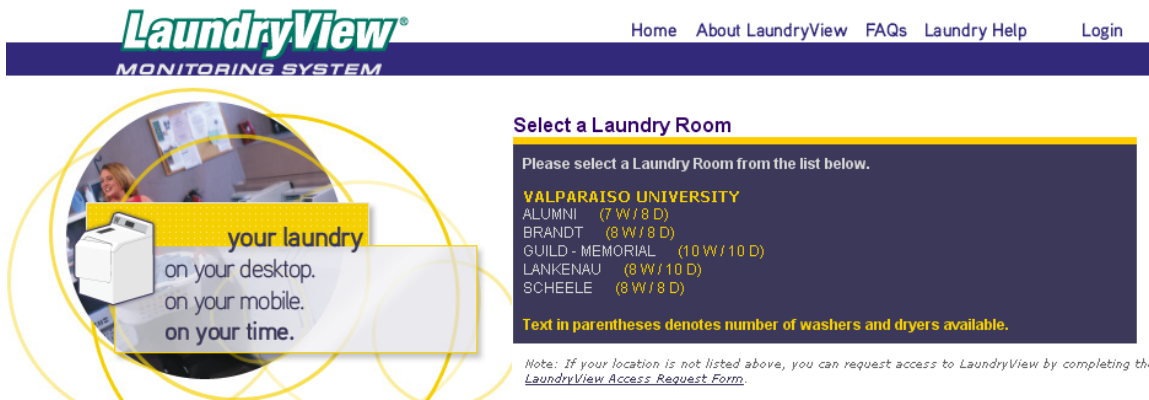 LaundryView®
MONITORING SYSTEM
Home About LaundryView FAQs Laundry Help Login
your laundry
on your desktop.
on your mobile.
on your time.
Select a Laundry Room
Please select a Laundry Room from the list below.
VALPARAISO UNIVERSITY
ALUMNI (7 W / 8 D)
BRANDT (8 W / 8 D)
GUILD - MEMORIAL (10 W / 10 D)
LANKENAU (8 W / 10 D)
SCHEELE (8 W / 8 D)
Text in parentheses denotes number of washers and dryers available.
Note: If your location is not listed above, you can request access to LaundryView by completing
LaundryView Access Request Form.